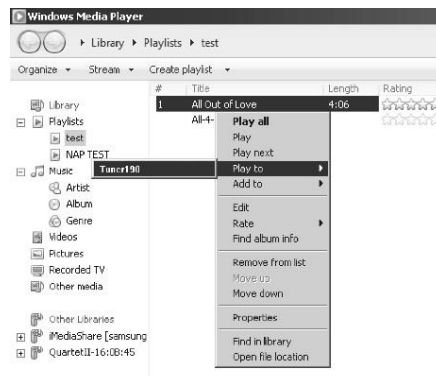 Windows Media Player
Library ▸ Playlists ▸ test
Organize Stream Create playlist
# Title Length Rating
Library
Playlists
test
NAP TEST
Music
Artist
Album
Genre
Videos
Pictures
Recorded TV
Other media
Other Libraries
iMediaShare [samsung
QuartetII-16:0B:45
1 All Out of Love 4:06
All-4-
Play all
Play
Play next
Play to
Add to
Edit
Rate
Find album info
Remove from list
Move up
Move down
Properties
Find in library
Open file location
Tuner190